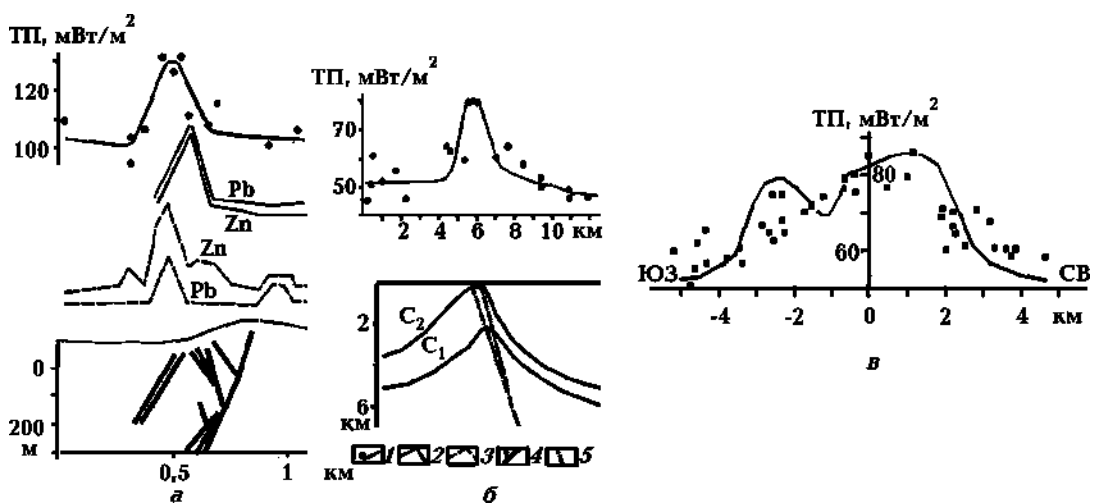 ТП, мВт/м²
120
100
Pb
Zn
Zn
Pb
0
200
м
0,5
1
км
а
ТП, мВт/м²
70
50
2 4 6 8 10 км
C₂
C₁
2
6
км
1 2 3 4 5
б
ТП, мВт/м²
80
60
ЮЗ
СВ
-4 -2 0 2 4 км
в